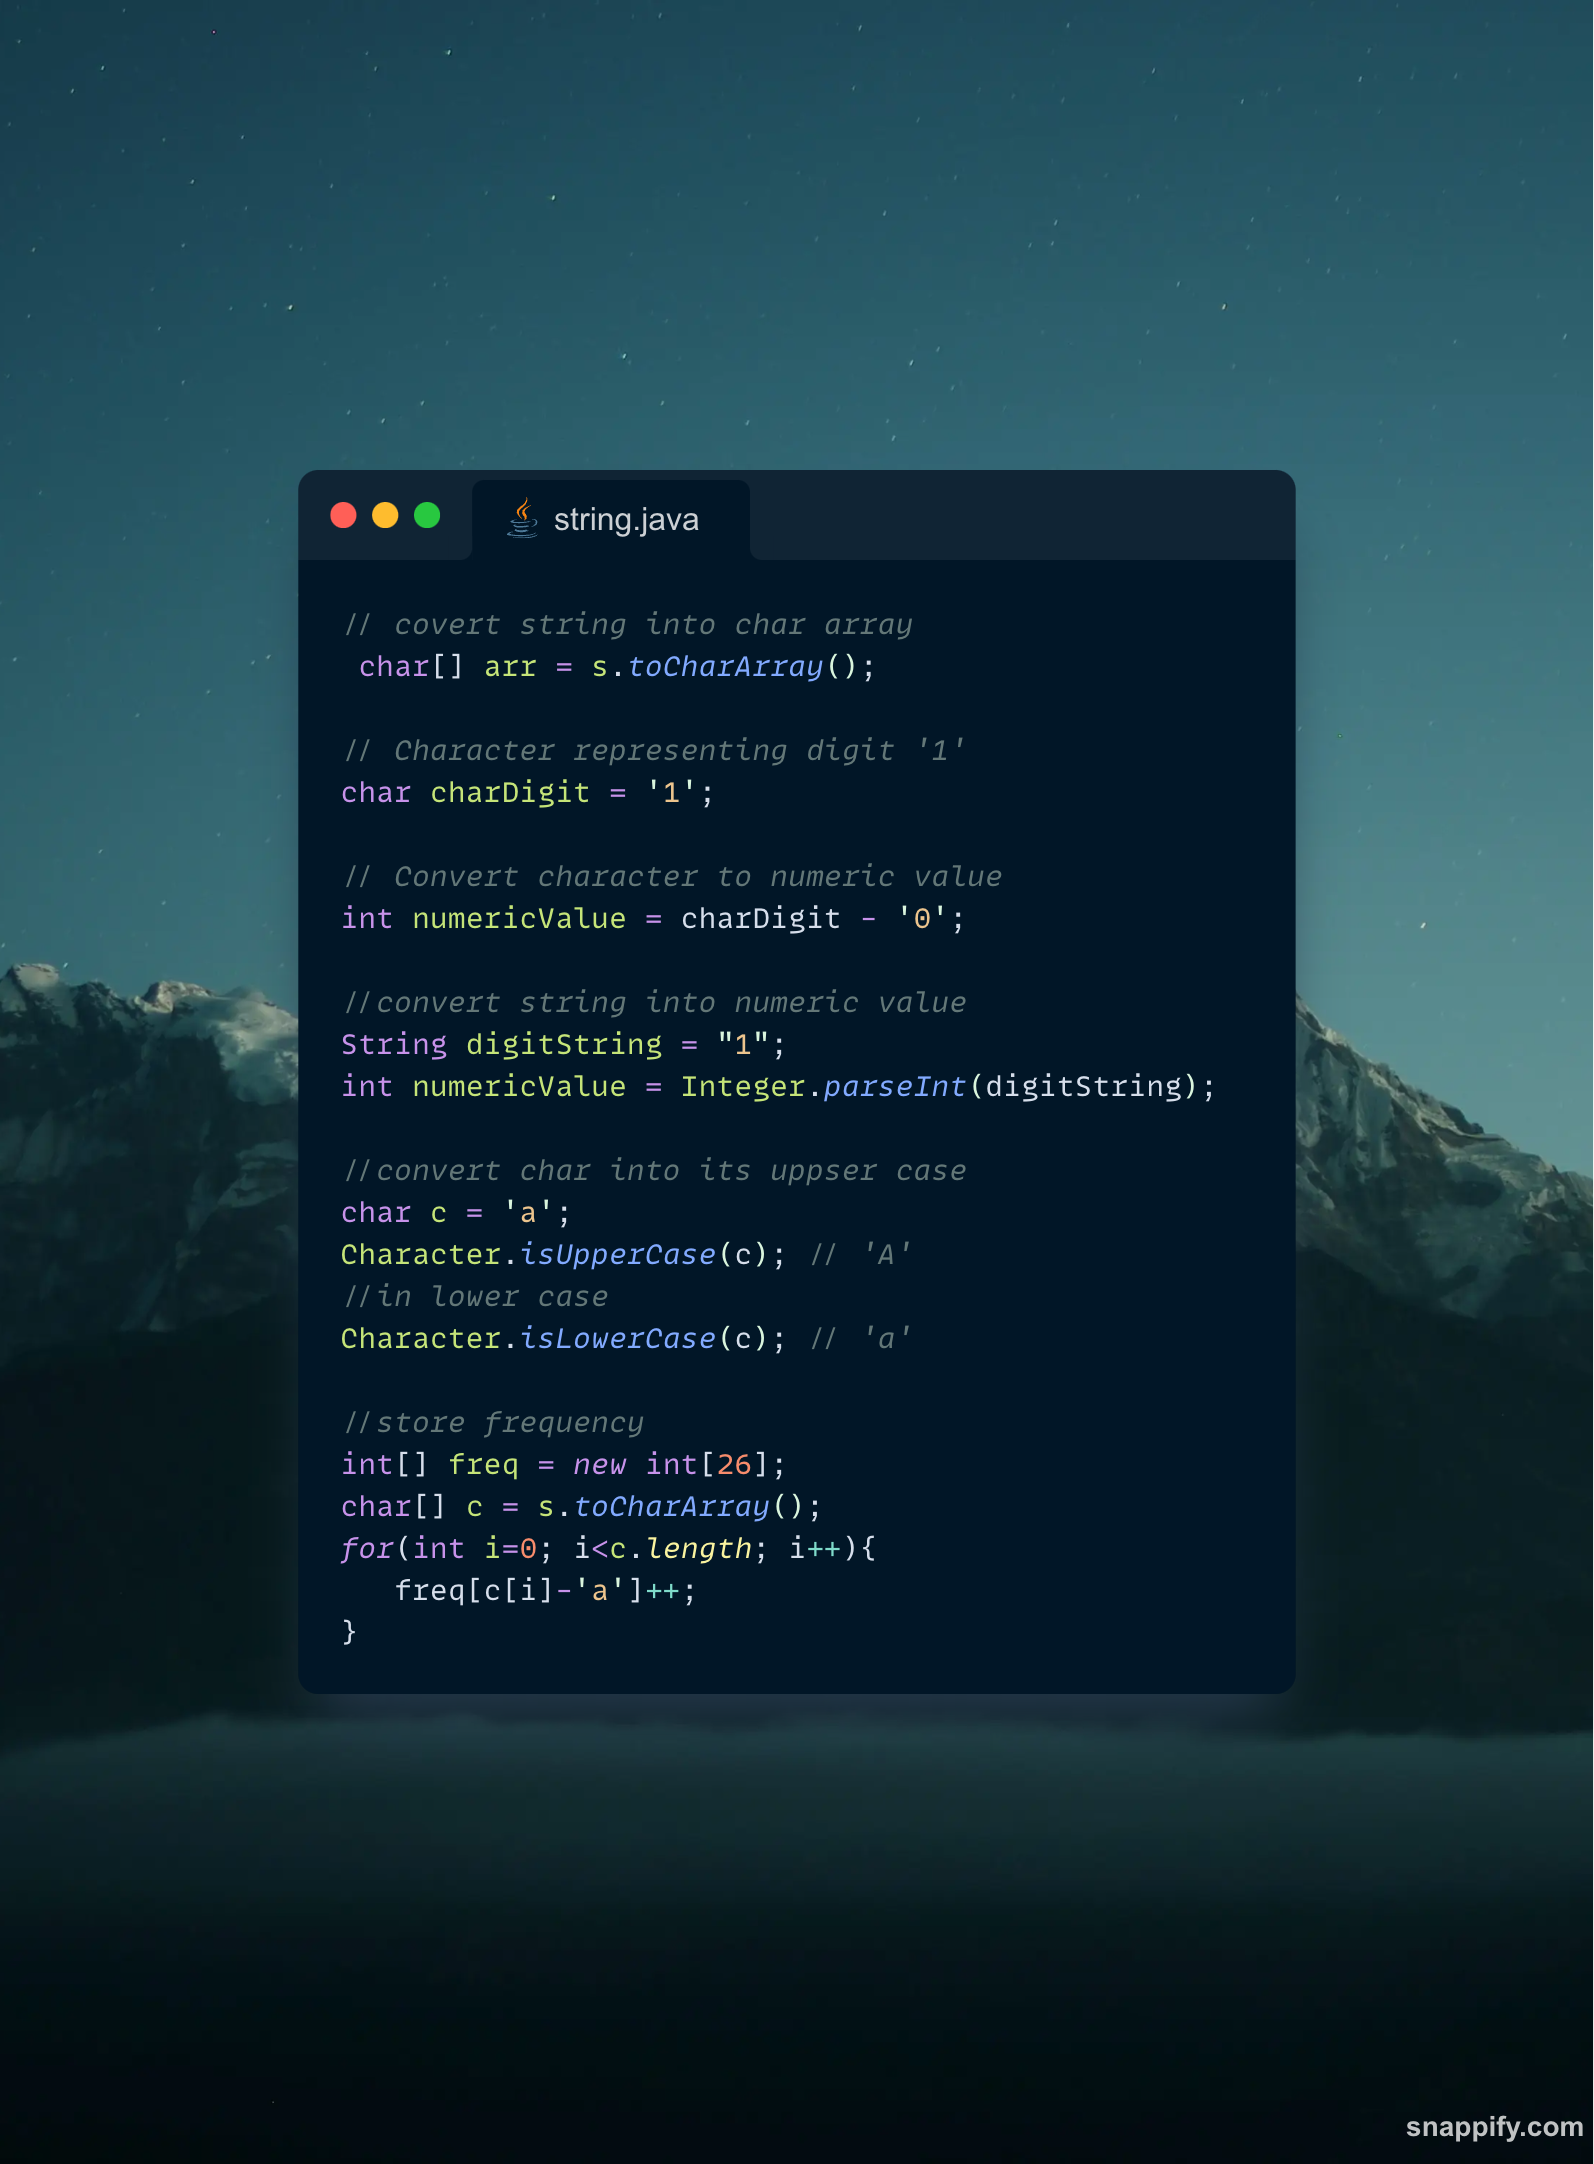 string.java
// covert string into char array
char[] arr = s.toCharArray();
// Character representing digit '1'
char charDigit = '1';
// Convert character to numeric value
int numericValue = charDigit - '0';
//convert string into numeric value
String digitString = "1";
int numericValue = Integer.parseInt(digitString);
//convert char into its uppser case
char c = 'a';
Character.isUpperCase(c); // 'A'
//in lower case
Character.isLowerCase(c); // 'a'
//store frequency
int[] freq = new int[26];
char[] c = s.toCharArray();
for(int i=0; i<c.length; i++){
freq[c[i]-'a']++;
}
snappify.com